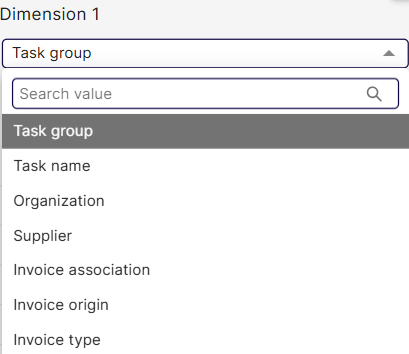 Dimension 1
Task group
Search value
Task group
Task name
Organization
Supplier
Invoice association
Invoice origin
Invoice type